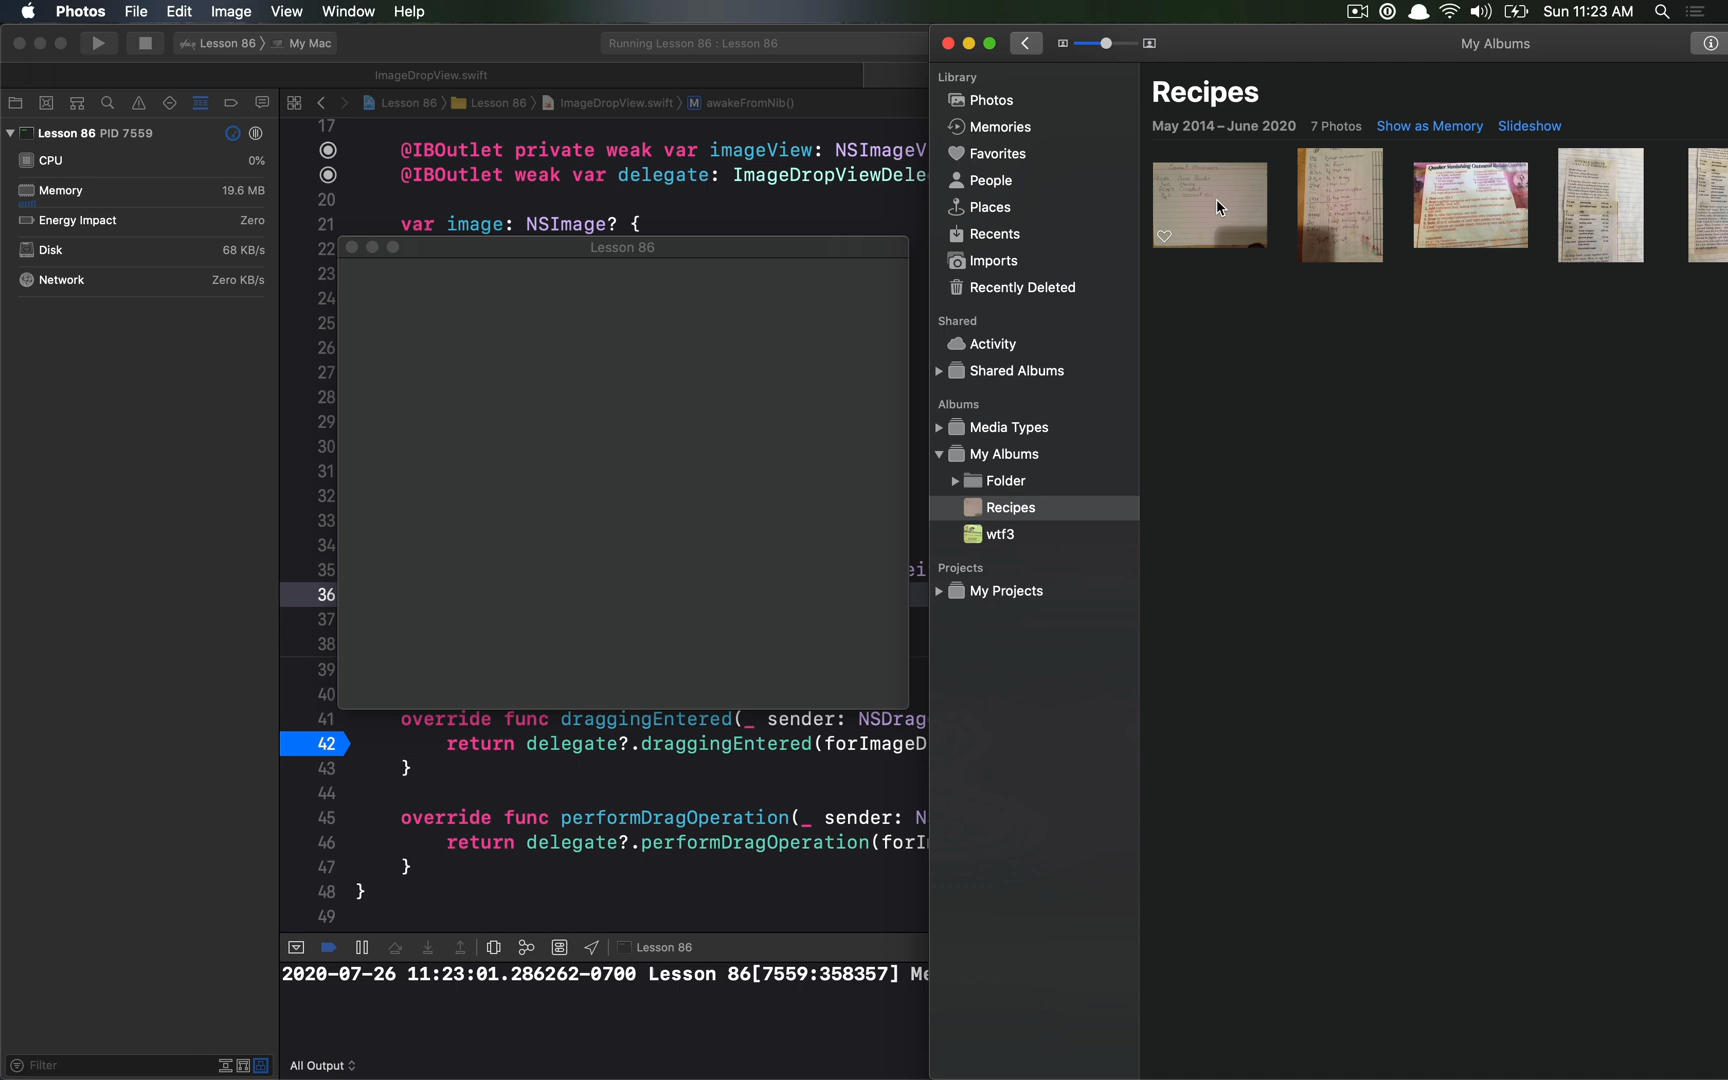 Photos File Edit Image View Window Help
Sun 11:23 AM
Lesson 86 〉 My Mac
Running Lesson 86 : Lesson 86
ImageDropView.swift
Lesson 86 〉 Lesson 86 〉 ImageDropView.swift 〉 M awakeFromNib()
Lesson 86 PID 7559
CPU 0%
Memory 19.6 MB
Energy Impact Zero
Disk 68 KB/s
Network Zero KB/s
Filter
17
@IBOutlet private weak var imageView: NSImageV
@IBOutlet weak var delegate: ImageDropViewDele
20
21 var image: NSImage? {
22
Lesson 86
23
24
25
26
27
28
29
30
31
32
33
34
35 ei
36
37
38
39
40
41 override func draggingEntered(_ sender: NSDrag
42 return delegate?.draggingEntered(forImageD
43 }
44
45 override func performDragOperation(_ sender: N
46 return delegate?.performDragOperation(forI
47 }
48 }
49
Lesson 86
2020-07-26 11:23:01.286262-0700 Lesson 86[7559:358357] Me
All Output
My Albums
Library
Photos
Memories
Favorites
People
Places
Recents
Imports
Recently Deleted
Shared
Activity
Shared Albums
Albums
Media Types
My Albums
Folder
Recipes
wtf3
Projects
My Projects
Recipes
May 2014 – June 2020 7 Photos Show as Memory Slideshow